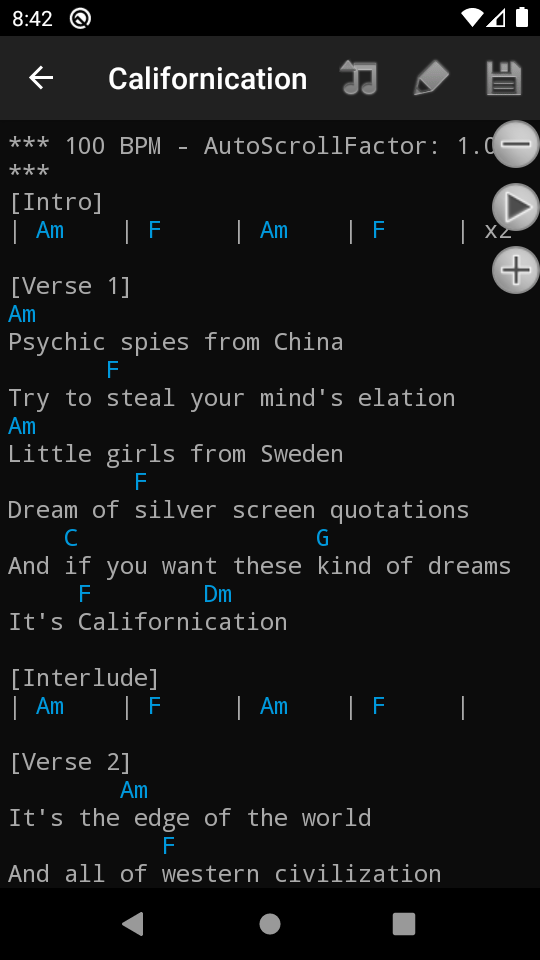 8:42
Californication
*** 100 BPM - AutoScrollFactor: 1.0
***
[Intro]
| Am    | F     | Am    | F     | x2
[Verse 1]
Am
Psychic spies from China
       F
Try to steal your mind's elation
Am
Little girls from Sweden
         F
Dream of silver screen quotations
    C                 G
And if you want these kind of dreams
     F        Dm
It's Californication
[Interlude]
| Am    | F     | Am    | F     |
[Verse 2]
        Am
It's the edge of the world
           F
And all of western civilization